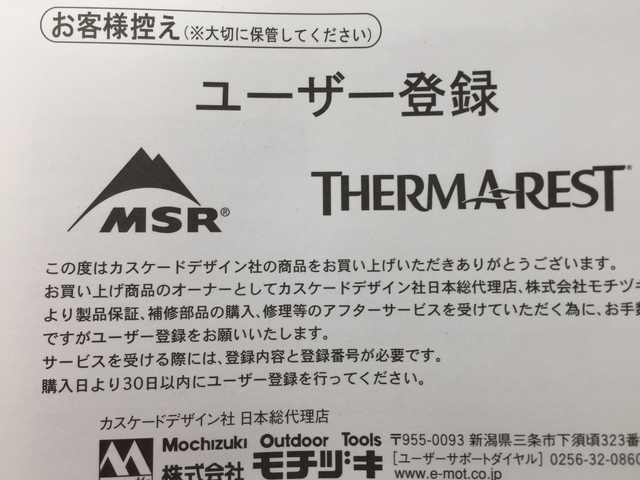 お客様控え(※大切に保管してください)
ユーザー登録
MSR®
THERMAREST®
この度はカスケードデザイン社の商品をお買い上げいただきありがとうございます。
お買い上げ商品のオーナーとしてカスケードデザイン社日本総代理店、株式会社モチヅキ
より製品保証、補修部品の購入、修理等のアフターサービスを受けていただく為に、お手数
ですがユーザー登録をお願いいたします。
サービスを受ける際には、登録内容と登録番号が必要です。
購入日より30日以内にユーザー登録を行ってください。
カスケードデザイン社 日本総代理店
Mochizuki Outdoor Tools 〒955-0093 新潟県三条市下須頃323番
株式会社モチヅキ [ユーザーサポートダイヤル] 0256-32-0860
www.e-mot.co.jp